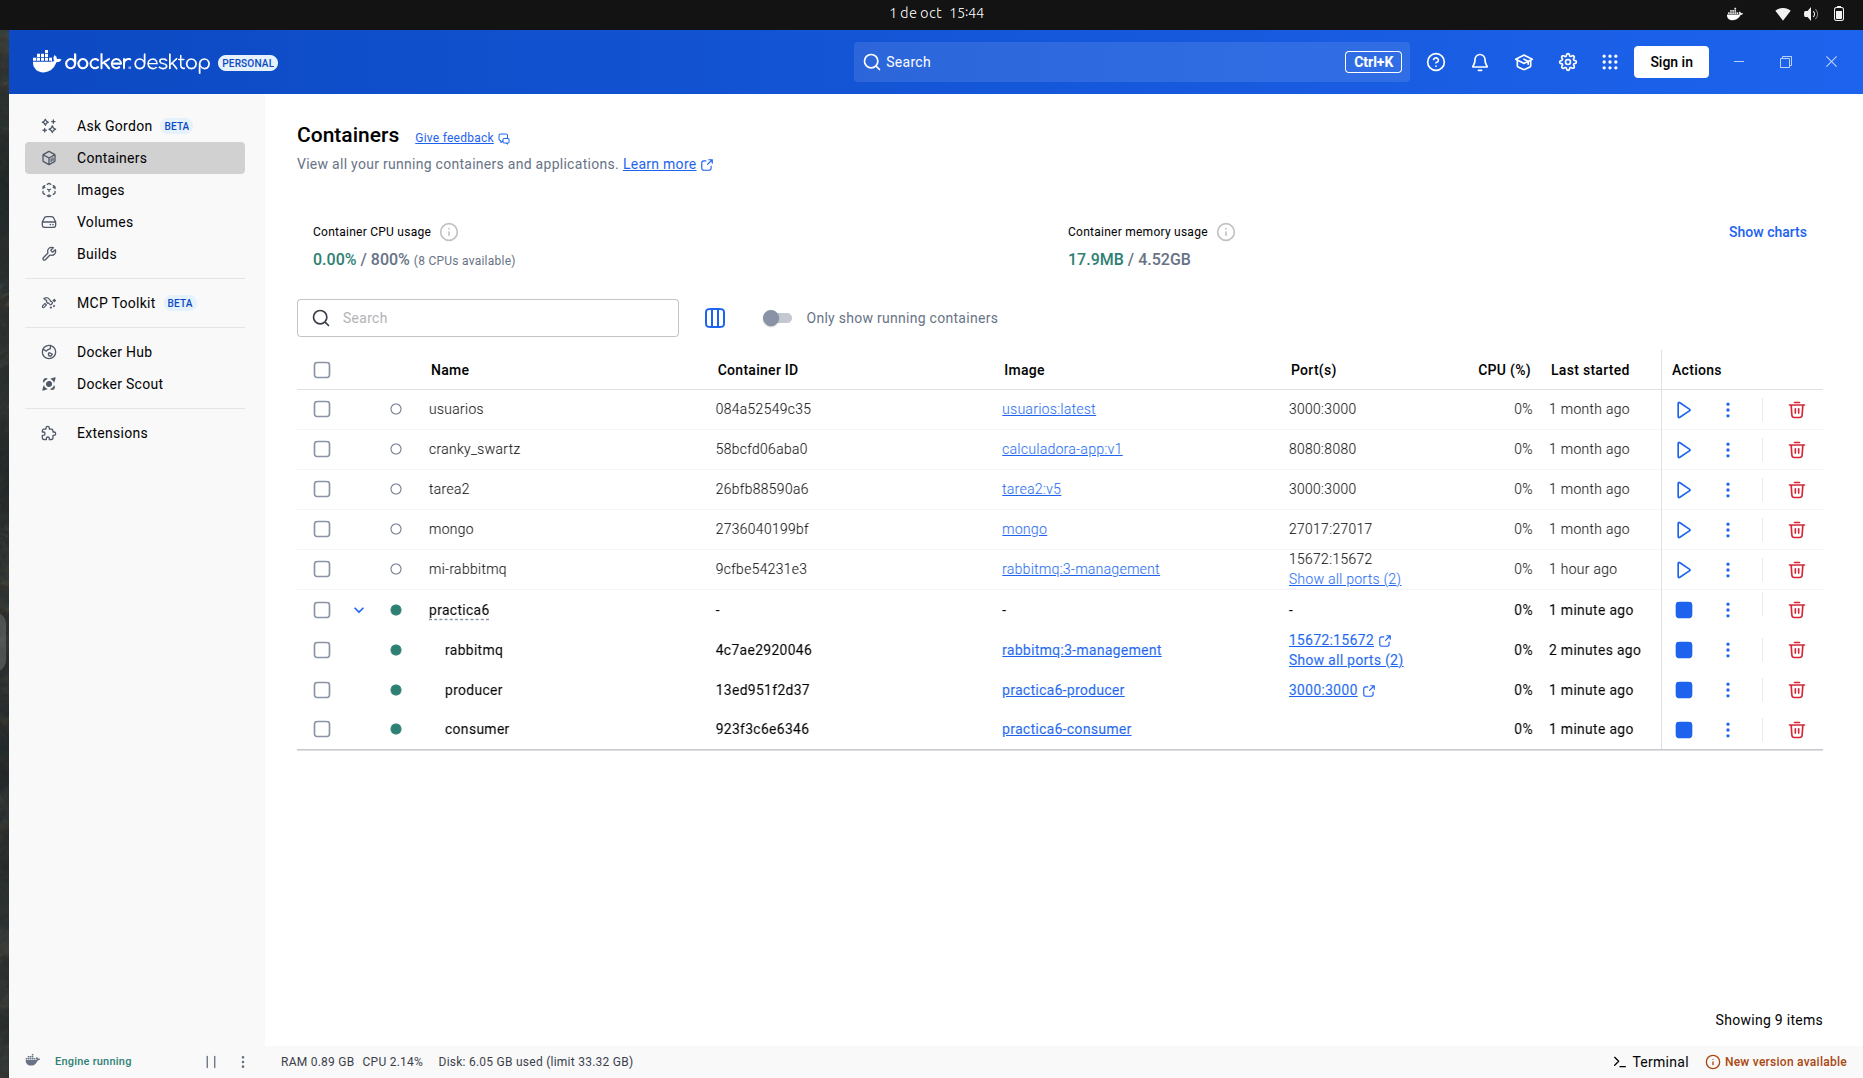 1 de oct 15:44
docker.desktop PERSONAL
Search Ctrl+K
Sign in
Ask Gordon BETA
Containers
Images
Volumes
Builds
MCP Toolkit BETA
Docker Hub
Docker Scout
Extensions
Containers Give feedback
View all your running containers and applications. Learn more
Container CPU usage
0.00% / 800% (8 CPUs available)
Container memory usage
17.9MB / 4.52GB
Show charts
Search
Only show running containers
Name Container ID Image Port(s) CPU (%) Last started Actions
usuarios 084a52549c35 usuarios:latest 3000:3000 0% 1 month ago
cranky_swartz 58bcfd06aba0 calculadora-app:v1 8080:8080 0% 1 month ago
tarea2 26bfb88590a6 tarea2:v5 3000:3000 0% 1 month ago
mongo 2736040199bf mongo 27017:27017 0% 1 month ago
mi-rabbitmq 9cfbe54231e3 rabbitmq:3-management 15672:15672 0% 1 hour ago
Show all ports (2)
practica6 - - - 0% 1 minute ago
rabbitmq 4c7ae2920046 rabbitmq:3-management 15672:15672 0% 2 minutes ago
Show all ports (2)
producer 13ed951f2d37 practica6-producer 3000:3000 0% 1 minute ago
consumer 923f3c6e6346 practica6-consumer 0% 1 minute ago
Showing 9 items
Engine running
RAM 0.89 GB CPU 2.14% Disk: 6.05 GB used (limit 33.32 GB)
>_ Terminal
New version available